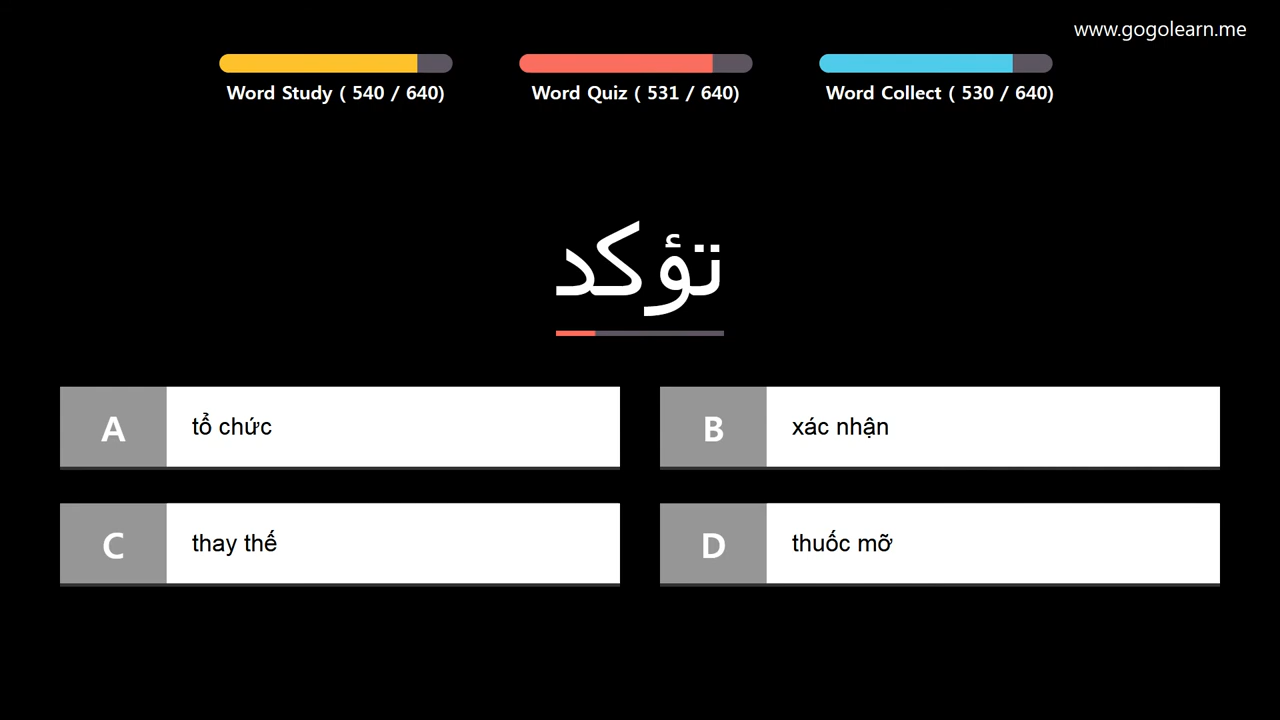 www.gogolearn.me
Word Study ( 540 / 640)
Word Quiz ( 531 / 640)
Word Collect ( 530 / 640)
تؤكد
A
tổ chức
B
xác nhận
C
thay thế
D
thuốc mỡ